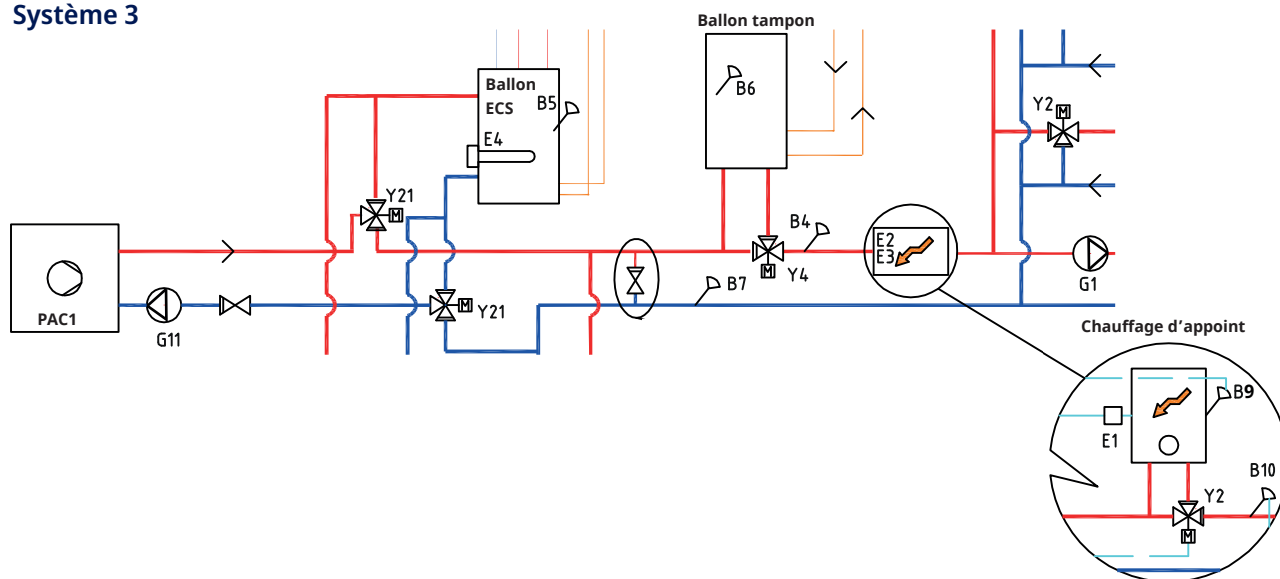 Système 3
Ballon tampon
Ballon
ECS
B5
B6
E4
Y2
M
Y21
M
B4
E2
E3
M
Y4
G1
B7
PAC1
G11
M
Y21
Chauffage d’appoint
B9
E1
B10
Y2
M